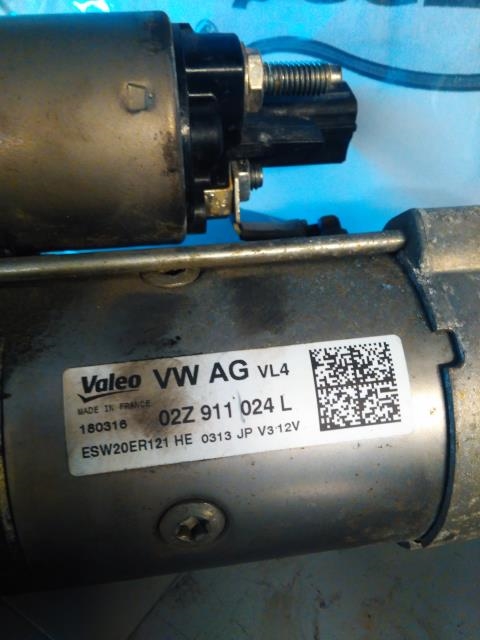 Valeo VW AG VL4
MADE IN FRANCE
180316 02Z 911 024 L
ESW20ER121 HE 0313 JP V3:12V